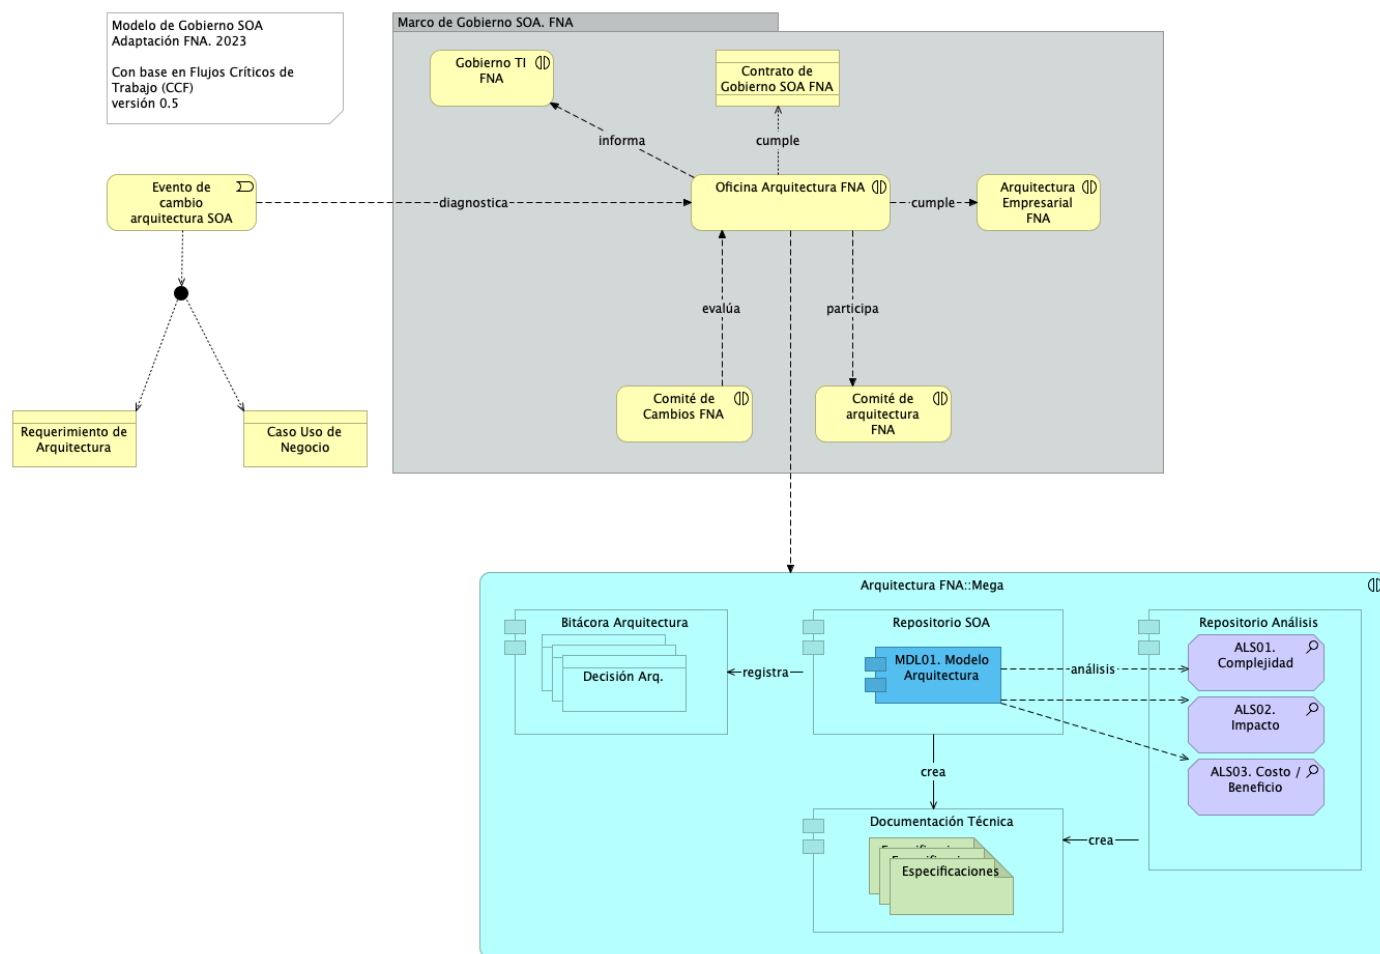 Modelo de Gobierno SOA
Adaptación FNA. 2023
Con base en Flujos Críticos de
Trabajo (CCF)
versión 0.5
Marco de Gobierno SOA. FNA
Gobierno TI
FNA
Contrato de
Gobierno SOA FNA
informa
cumple
Evento de
cambio
arquitectura SOA
diagnostica
Oficina Arquitectura FNA
cumple
Arquitectura
Empresarial
FNA
evalúa
participa
Comité de
Cambios FNA
Comité de
arquitectura
FNA
Requerimiento de
Arquitectura
Caso Uso de
Negocio
Arquitectura FNA::Mega
Bitácora Arquitectura
Decisión Arq.
registra
Repositorio SOA
MDL01. Modelo
Arquitectura
análisis
Repositorio Análisis
ALS01.
Complejidad
ALS02.
Impacto
ALS03. Costo /
Beneficio
crea
Documentación Técnica
Especificaciones
crea